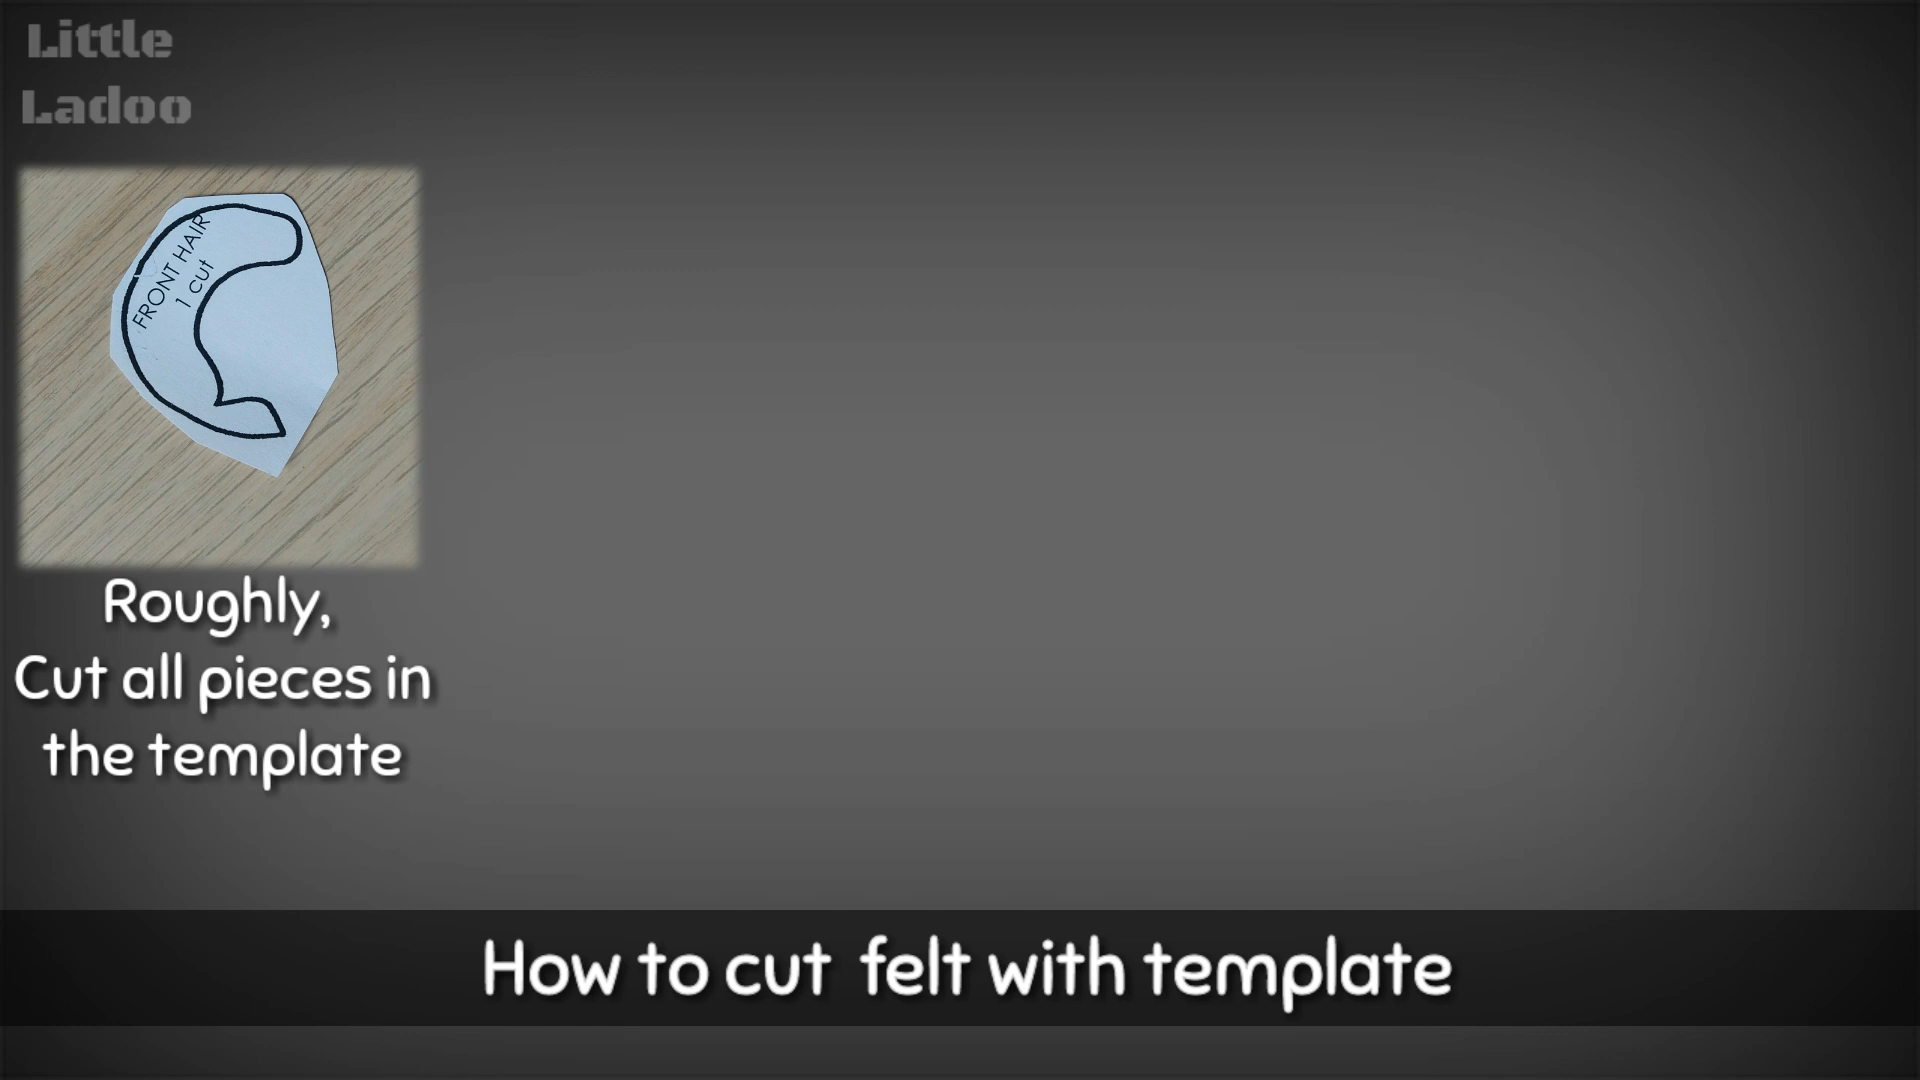 Little
Ladoo
FRONT HAIR
1 cut
Roughly,
Cut all pieces in
the template
How to cut felt with template